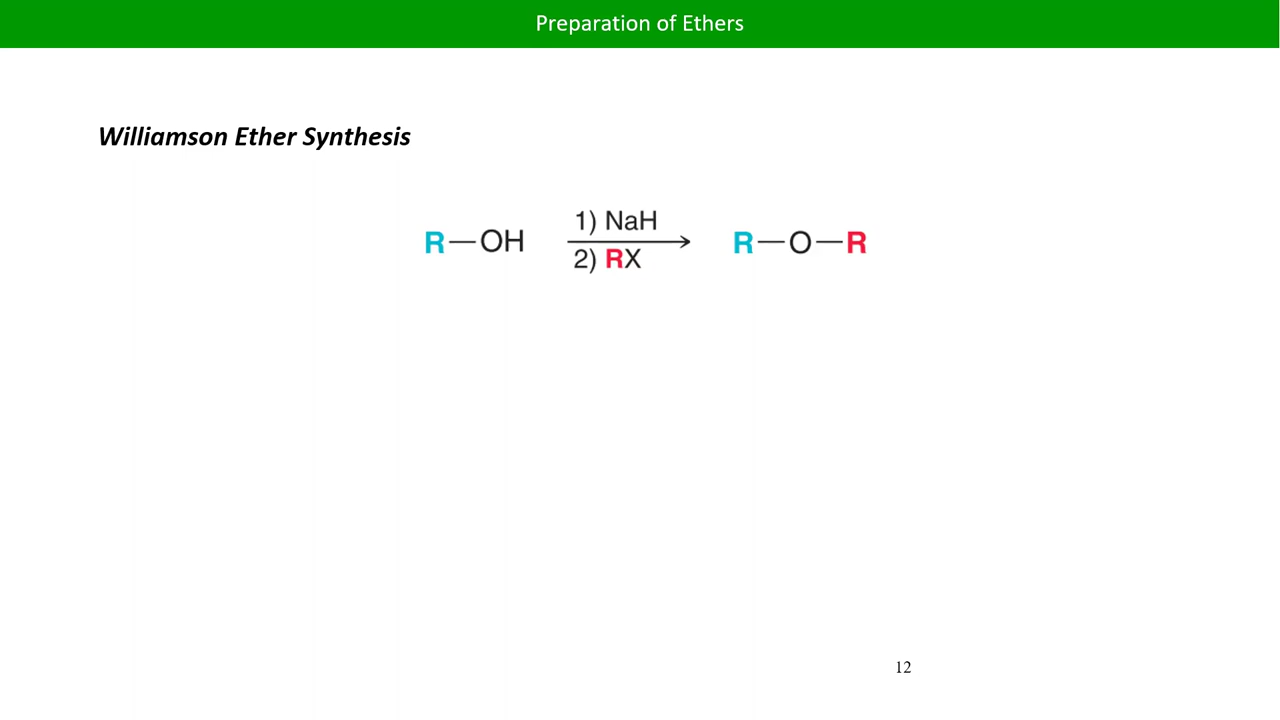 Preparation of Ethers
Williamson Ether Synthesis
1) NaH
R—OH R—O—R
2) RX
12